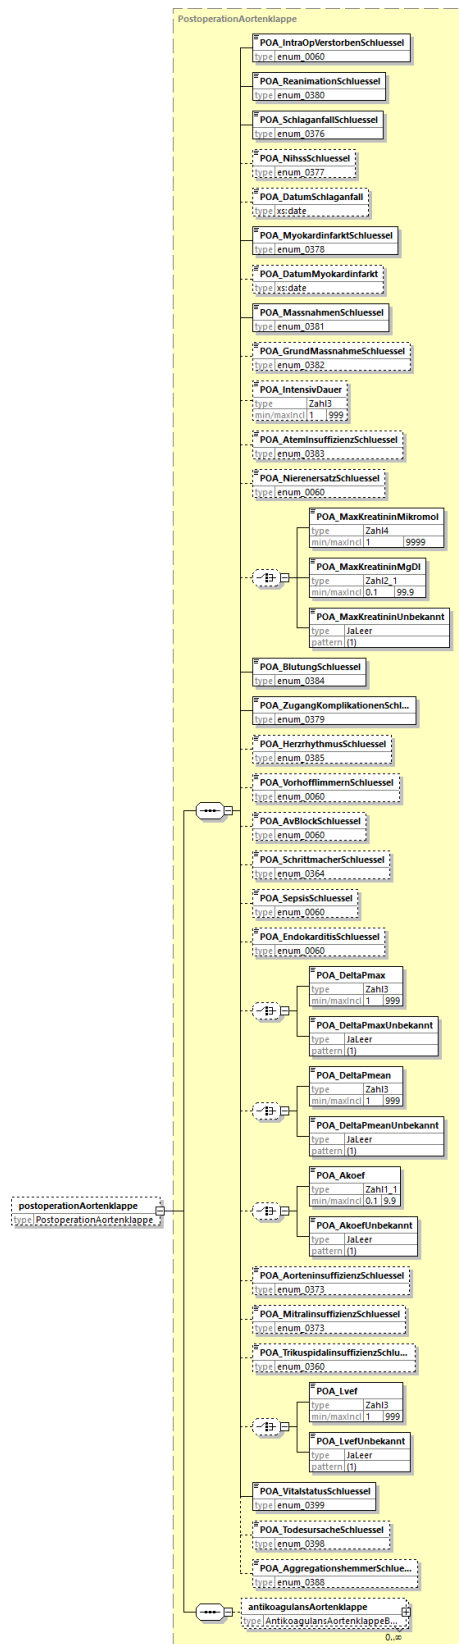 PostoperationAortenklappe
POA_IntraOpVerstorbenSchluessel
type enum_0060
POA_ReanimationSchluessel
type enum_0380
POA_SchlaganfallSchluessel
type enum_0376
POA_NihssSchluessel
type enum_0377
POA_DatumSchlaganfall
type xs:date
POA_MyokardinfarktSchluessel
type enum_0378
POA_DatumMyokardinfarkt
type xs:date
POA_MassnahmenSchluessel
type enum_0381
POA_GrundMassnahmeSchluessel
type enum_0382
POA_IntensivDauer
type Zahl3
min/maxIncl 1 999
POA_AtemInsuffizienzSchluessel
type enum_0383
POA_NierenersatzSchluessel
type enum_0060
POA_MaxKreatininMikromol
type Zahl4
min/maxIncl 1 9999
POA_MaxKreatininMgDl
type Zahl2_1
min/maxIncl 0.1 99.9
POA_MaxKreatininUnbekannt
type JaLeer
pattern (1)
POA_BlutungSchluessel
type enum_0384
POA_ZugangKomplikationenSchl...
type enum_0379
POA_HerzrhythmusSchluessel
type enum_0385
POA_VorhofflimmernSchluessel
type enum_0060
POA_AvBlockSchluessel
type enum_0060
POA_SchrittmacherSchluessel
type enum_0364
POA_SepsisSchluessel
type enum_0060
POA_EndokarditisSchluessel
type enum_0060
POA_DeltaPmax
type Zahl3
min/maxIncl 1 999
POA_DeltaPmaxUnbekannt
type JaLeer
pattern (1)
POA_DeltaPmean
type Zahl3
min/maxIncl 1 999
POA_DeltaPmeanUnbekannt
type JaLeer
pattern (1)
POA_Akoef
type Zahl1_1
min/maxIncl 0.1 9.9
POA_AkoefUnbekannt
type JaLeer
pattern (1)
postoperationAortenklappe
type PostoperationAortenklappe
POA_AorteninsuffizienzSchluessel
type enum_0373
POA_MitralinsuffizienzSchluessel
type enum_0373
POA_TrikuspidalinsuffizienzSchlu...
type enum_0360
POA_Lvef
type Zahl3
min/maxIncl 1 999
POA_LvefUnbekannt
type JaLeer
pattern (1)
POA_VitalstatusSchluessel
type enum_0399
POA_TodesursacheSchluessel
type enum_0398
POA_AggregationshemmerSchlue...
type enum_0388
antikoagulansAortenklappe
type AntikoagulansAortenklappeB...
0..∞